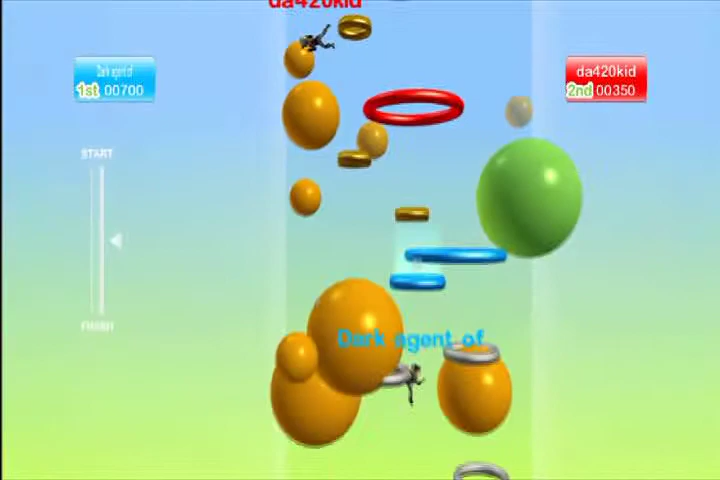 da420kid
Dark agent of
1st 00700
da420kid
2nd 00350
START
Dark agent of
FINISH